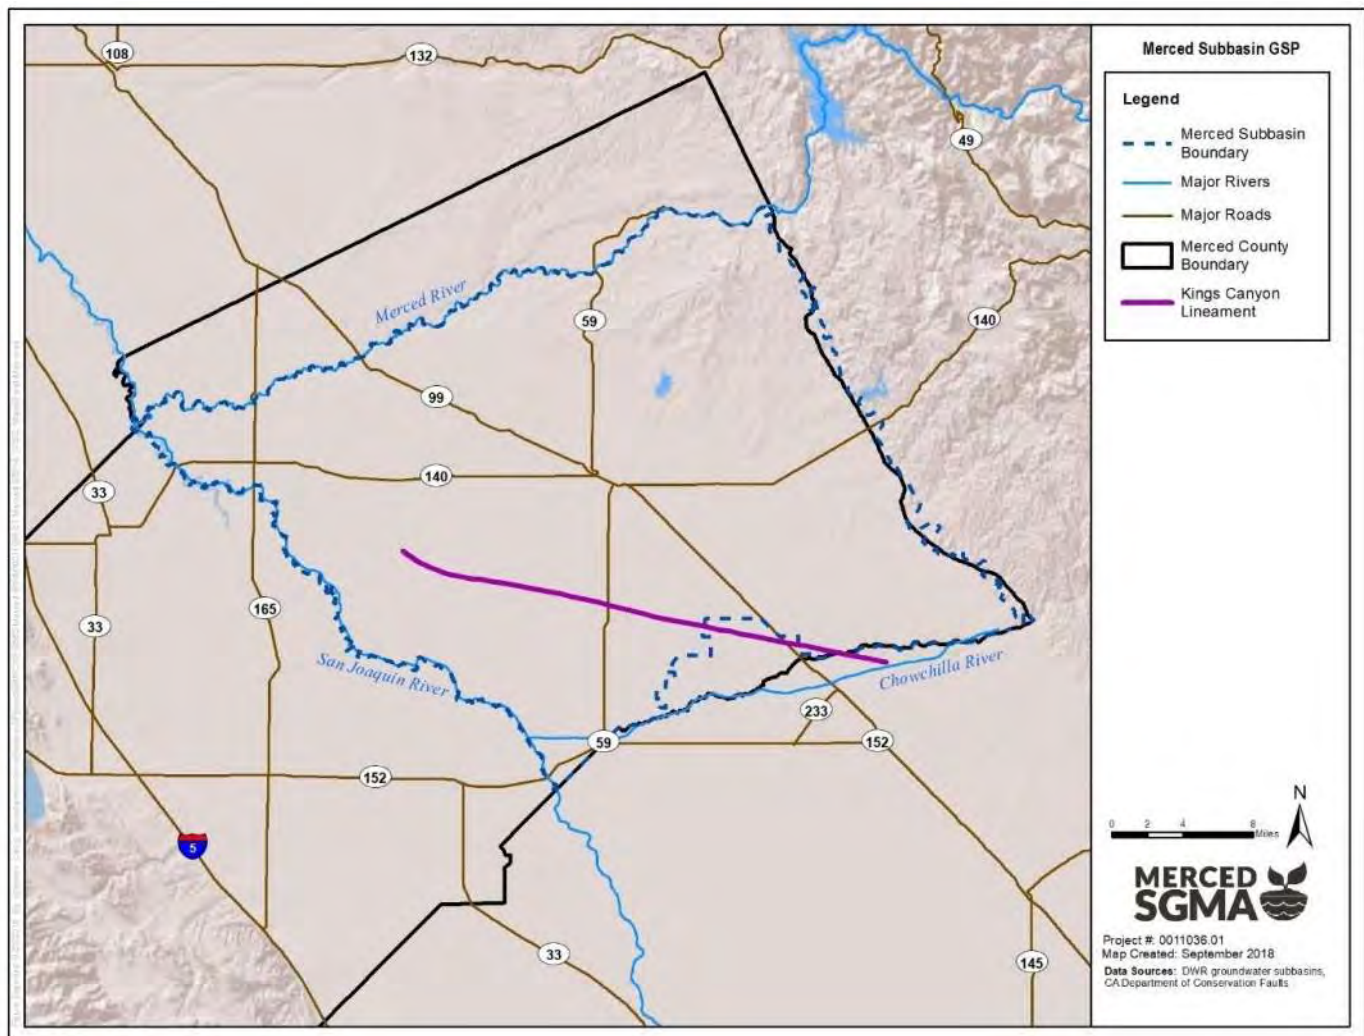 Merced Subbasin GSP
Legend
Merced Subbasin
Boundary
Major Rivers
Major Roads
Merced County
Boundary
Kings Canyon
Lineament
108
132
49
Merced River
59
140
99
140
33
165
33
San Joaquin River
Chowchilla River
233
59
152
152
5
33
145
N
0 2 4 8 Miles
MERCED
SGMA
Project #: 0011036.01
Map Created: September 2018
Data Sources: DWR groundwater subbasins,
CA Department of Conservation Faults